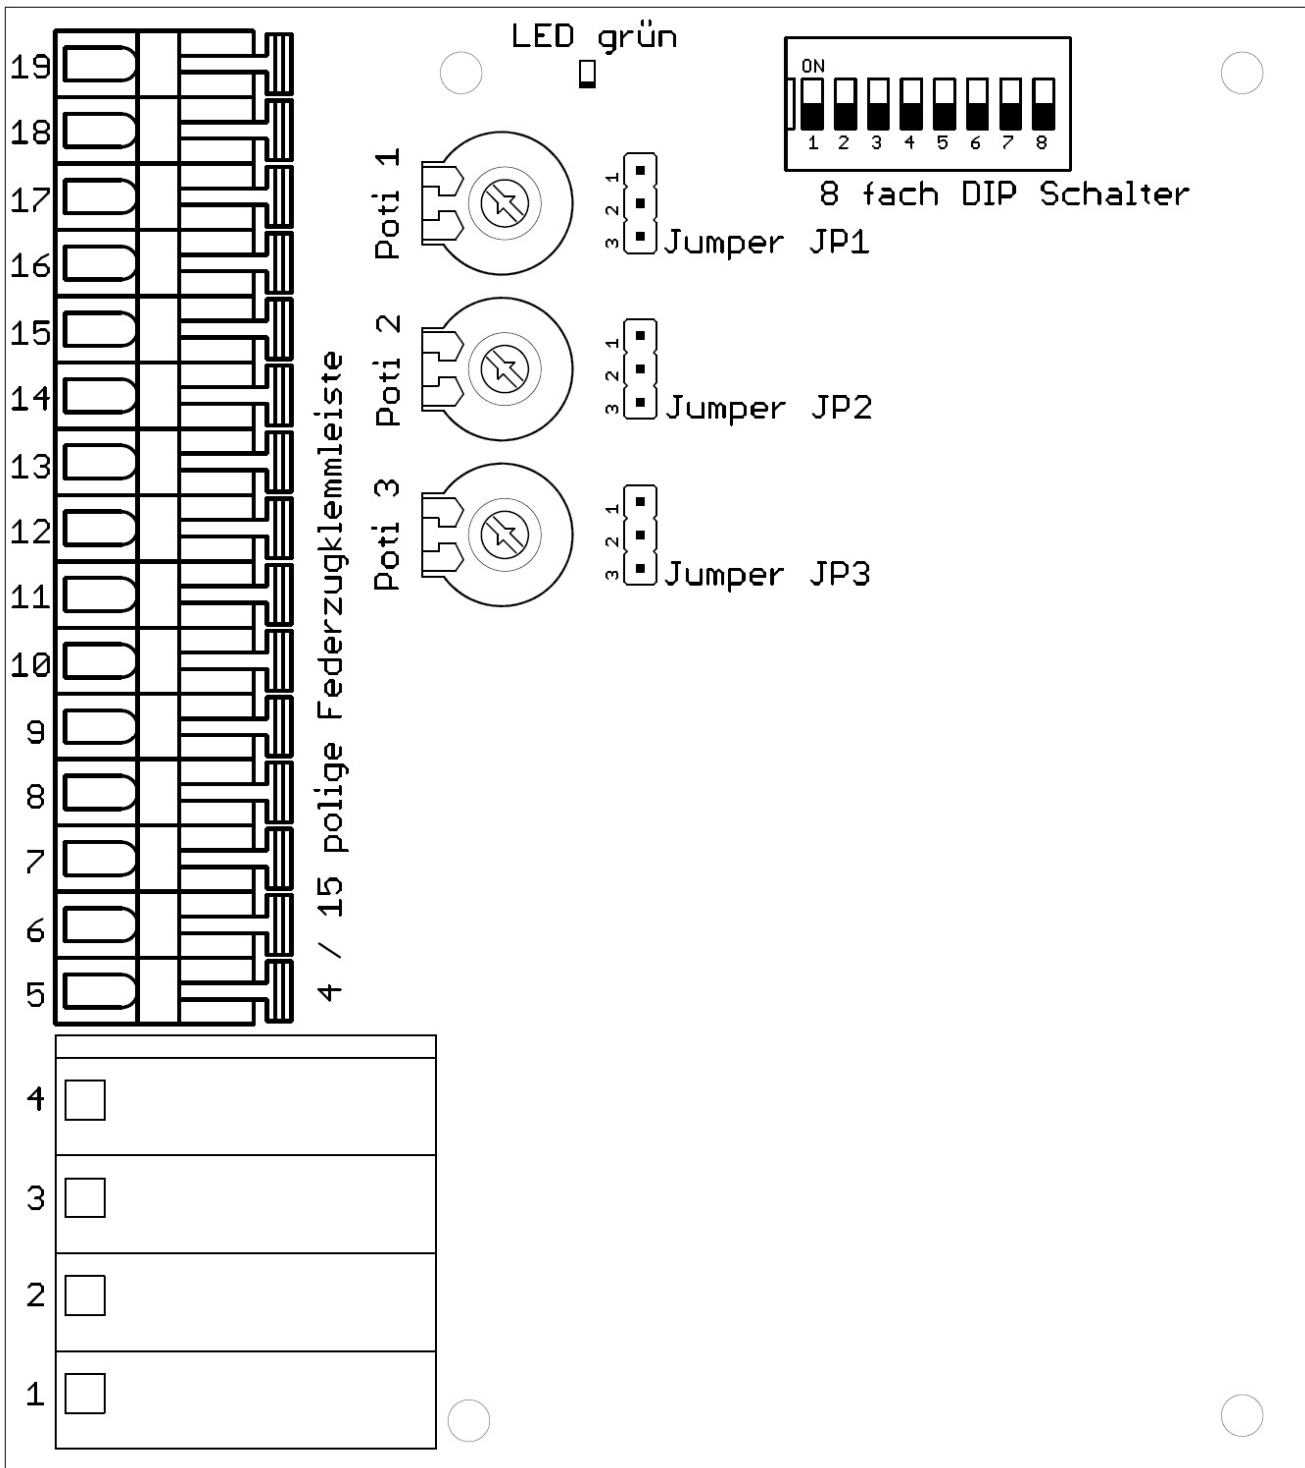 LED grün
ON
1 2 3 4 5 6 7 8
8 fach DIP Schalter
19
18
17
16
15
14
13
12
11
10
9
8
7
6
5
4
3
2
1
4 / 15 polige Federzugklemmleiste
Poti 1
1
2
3
Jumper JP1
Poti 2
1
2
3
Jumper JP2
Poti 3
1
2
3
Jumper JP3